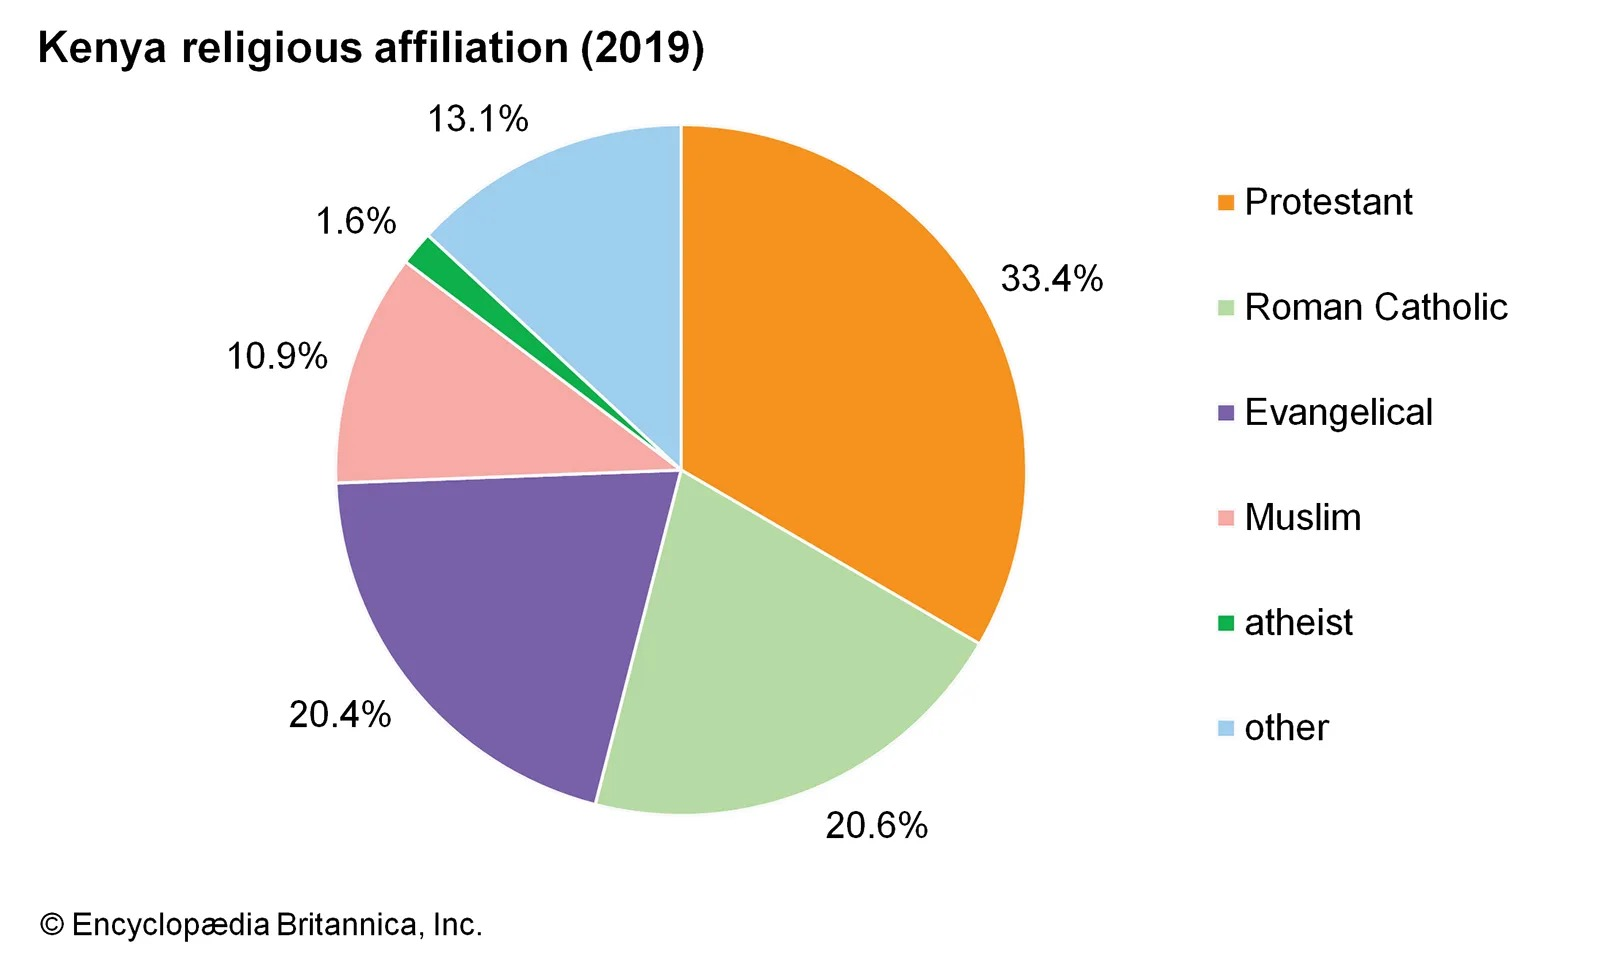 Kenya religious affiliation (2019)
13.1%
1.6%
10.9%
20.4%
33.4%
20.6%
Protestant
Roman Catholic
Evangelical
Muslim
atheist
other
© Encyclopædia Britannica, Inc.